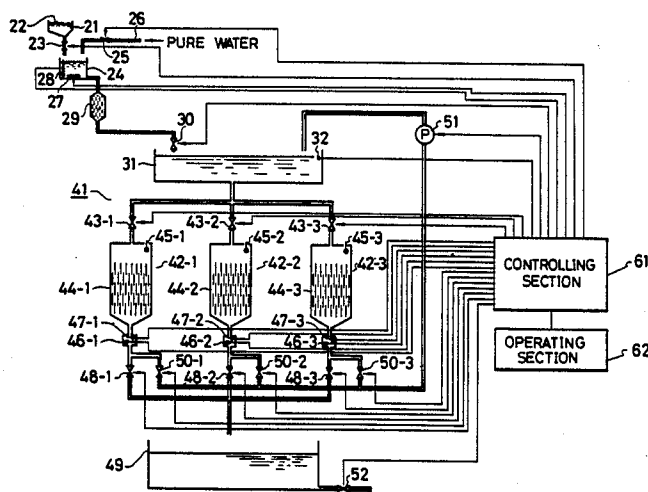 22 21 26
23 25 PURE WATER
28 24
27
29
30 51
P
32
31
41
43-1 43-2 43-3
45-1 45-2 45-3
42-1 42-2 42-3
44-1 44-2 44-3
CONTROLLING SECTION 61
47-1 47-2 47-3
46-1 46-2 46-3
OPERATING SECTION 62
50-1 50-2 50-3
48-1 48-2 48-3
49
52